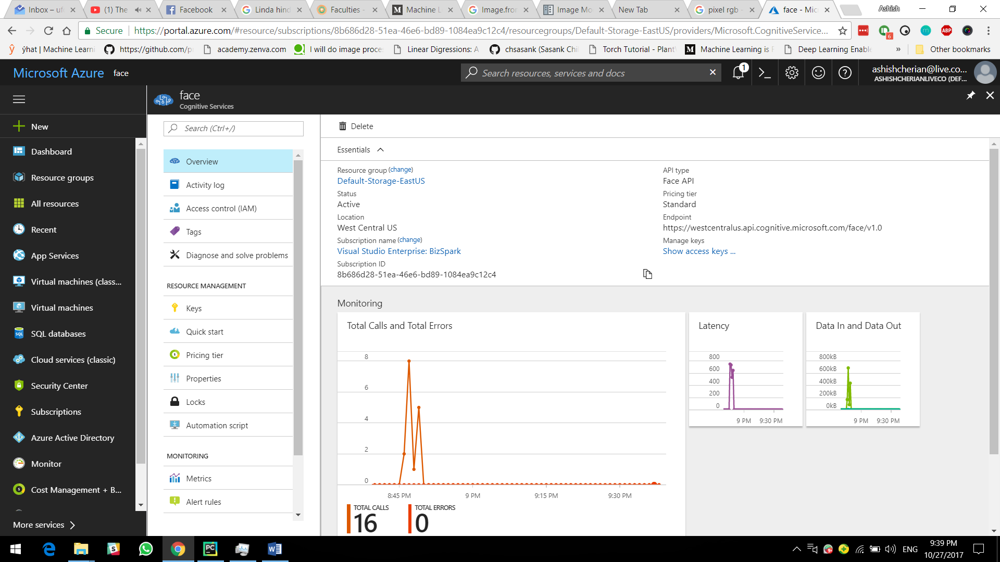 Inbox – uf
(1) The
Facebook
Linda hind
Faculties -
Machine L
Image.fror
Image Mo
New Tab
pixel rgb -
face - Micr
Ashish
Secure
https://portal.azure.com/#resource/subscriptions/8b686d28-51ea-46e6-bd89-1084ea9c12c4/resourcegroups/Default-Storage-EastUS/providers/Microsoft.CognitiveService...
6
ABP
ŷhat | Machine Learni
https://github.com/p
academy.zenva.com
I will do image proce
Linear Digressions: A
chsasank (Sasank Chi
Torch Tutorial - Plant
Machine Learning is F
Deep Learning Enable
»
Other bookmarks
Microsoft Azure
face
Search resources, services and docs
1
ashishcherian@live.co...
ASHISHCHERIANLIVECO (DEF...
face
Cognitive Services
New
Dashboard
Resource groups
All resources
Recent
App Services
Virtual machines (class...
Virtual machines
SQL databases
Cloud services (classic)
Security Center
Subscriptions
Azure Active Directory
Monitor
Cost Management + B...
More services
Search (Ctrl+/)
Overview
Activity log
Access control (IAM)
Tags
Diagnose and solve problems
RESOURCE MANAGEMENT
Keys
Quick start
Pricing tier
Properties
Locks
Automation script
MONITORING
Metrics
Alert rules
Delete
Essentials
Resource group (change)
Default-Storage-EastUS
Status
Active
Location
West Central US
Subscription name (change)
Visual Studio Enterprise: BizSpark
Subscription ID
8b686d28-51ea-46e6-bd89-1084ea9c12c4
API type
Face API
Pricing tier
Standard
Endpoint
https://westcentralus.api.cognitive.microsoft.com/face/v1.0
Manage keys
Show access keys ...
Monitoring
Total Calls and Total Errors
8
6
4
2
0
8:45 PM
9 PM
9:15 PM
9:30 PM
TOTAL CALLS
16
TOTAL ERRORS
0
Latency
800
600
400
200
0
9 PM
9:30 PM
Data In and Data Out
800kB
600kB
400kB
200kB
0kB
9 PM
9:30 PM
ENG
9:39 PM
10/27/2017